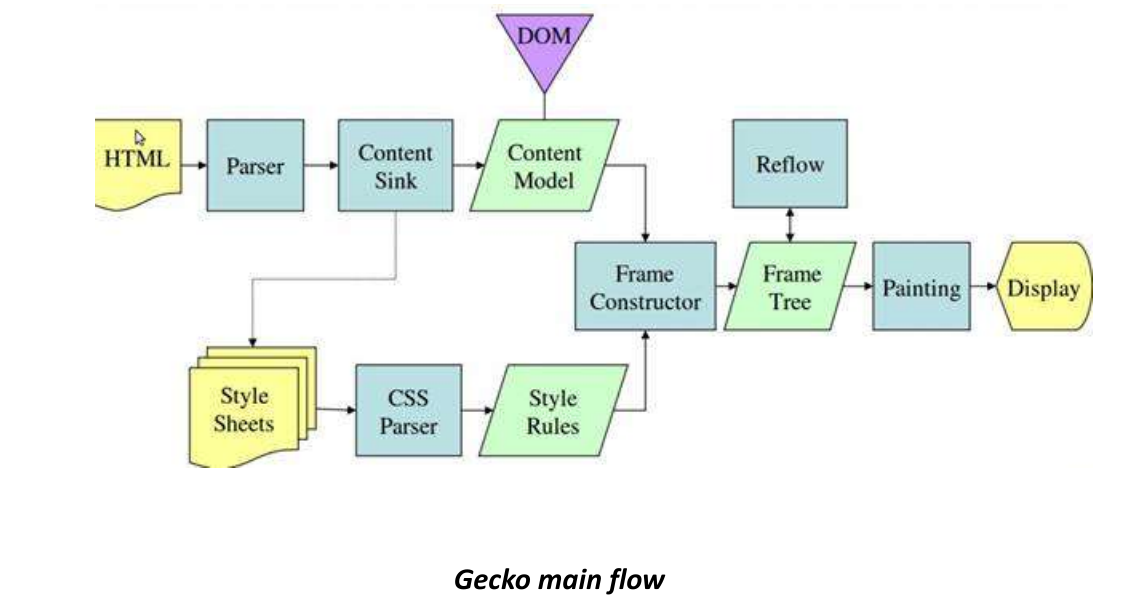 DOM
HTML
Parser
Content
Sink
Content
Model
Reflow
Frame
Constructor
Frame
Tree
Painting
Display
Style
Sheets
CSS
Parser
Style
Rules
Gecko main flow